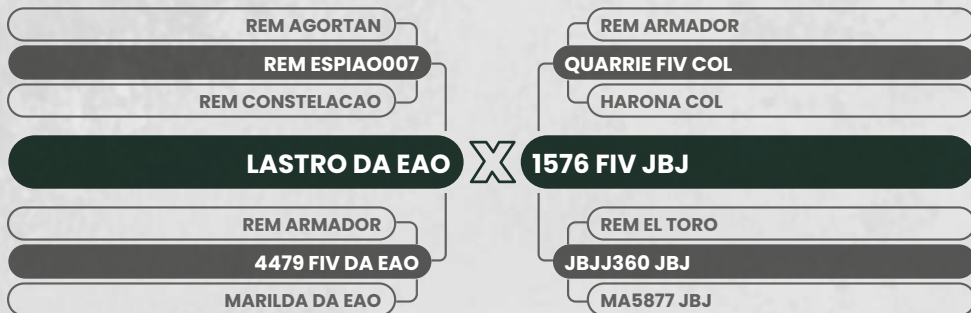 REM AGORTAN
REM ARMADOR
REM ESPIAO007
QUARRIE FIV COL
REM CONSTELACAO
HARONA COL
LASTRO DA EAO X 1576 FIV JBJ
REM ARMADOR
REM EL TORO
4479 FIV DA EAO
JBJJ360 JBJ
MARILDA DA EAO
MA5877 JBJ